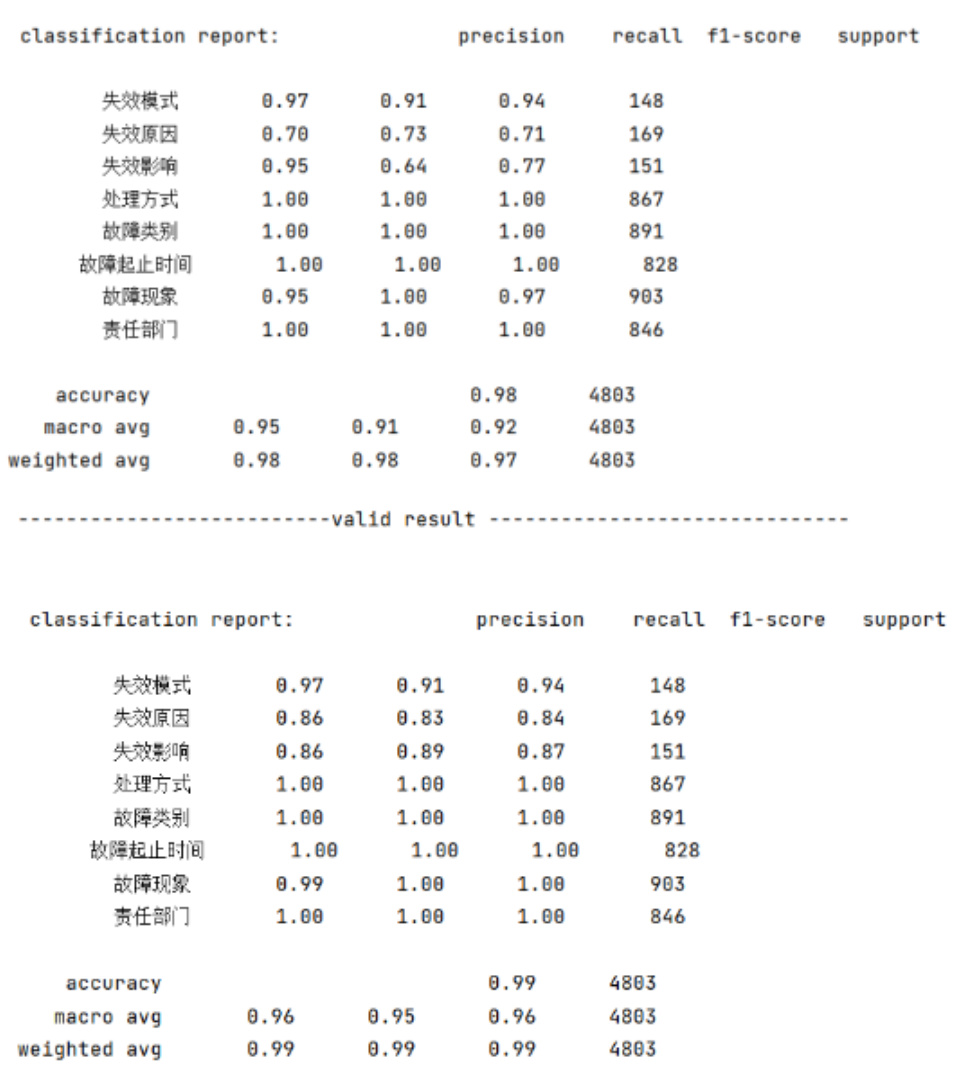 classification report: precision recall f1-score support
失效模式 0.97 0.91 0.94 148
失效原因 0.70 0.73 0.71 169
失效影响 0.95 0.64 0.77 151
处理方式 1.00 1.00 1.00 867
故障类别 1.00 1.00 1.00 891
故障起止时间 1.00 1.00 1.00 828
故障现象 0.95 1.00 0.97 903
责任部门 1.00 1.00 1.00 846
accuracy 0.98 4803
macro avg 0.95 0.91 0.92 4803
weighted avg 0.98 0.98 0.97 4803
--------------------------valid result ------------------------------
classification report: precision recall f1-score support
失效模式 0.97 0.91 0.94 148
失效原因 0.86 0.83 0.84 169
失效影响 0.86 0.89 0.87 151
处理方式 1.00 1.00 1.00 867
故障类别 1.00 1.00 1.00 891
故障起止时间 1.00 1.00 1.00 828
故障现象 0.99 1.00 1.00 903
责任部门 1.00 1.00 1.00 846
accuracy 0.99 4803
macro avg 0.96 0.95 0.96 4803
weighted avg 0.99 0.99 0.99 4803